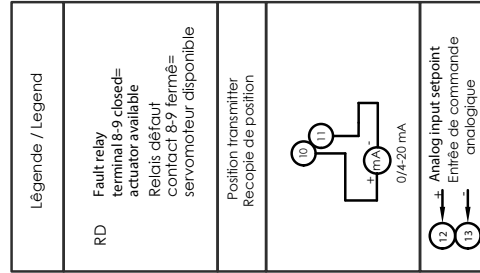 Légende / Legend
RD
Fault relay
terminal 8-9 closed=
actuator available
Relais défaut
contact 8-9 fermé=
servomoteur disponible
Position transmitter
Recopie de position
10
11
+
mA
-
0/4-20 mA
12
+
Analog input setpoint
Entrée de commande
analogique
13
-